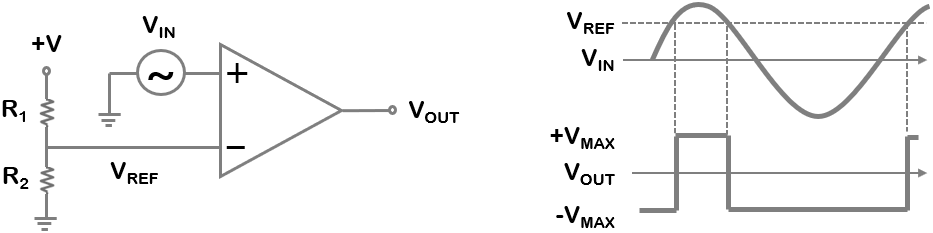 V_IN
+V
R_1
R_2
+
~
−
V_REF
V_OUT
V_REF
V_IN
+V_MAX
V_OUT
-V_MAX